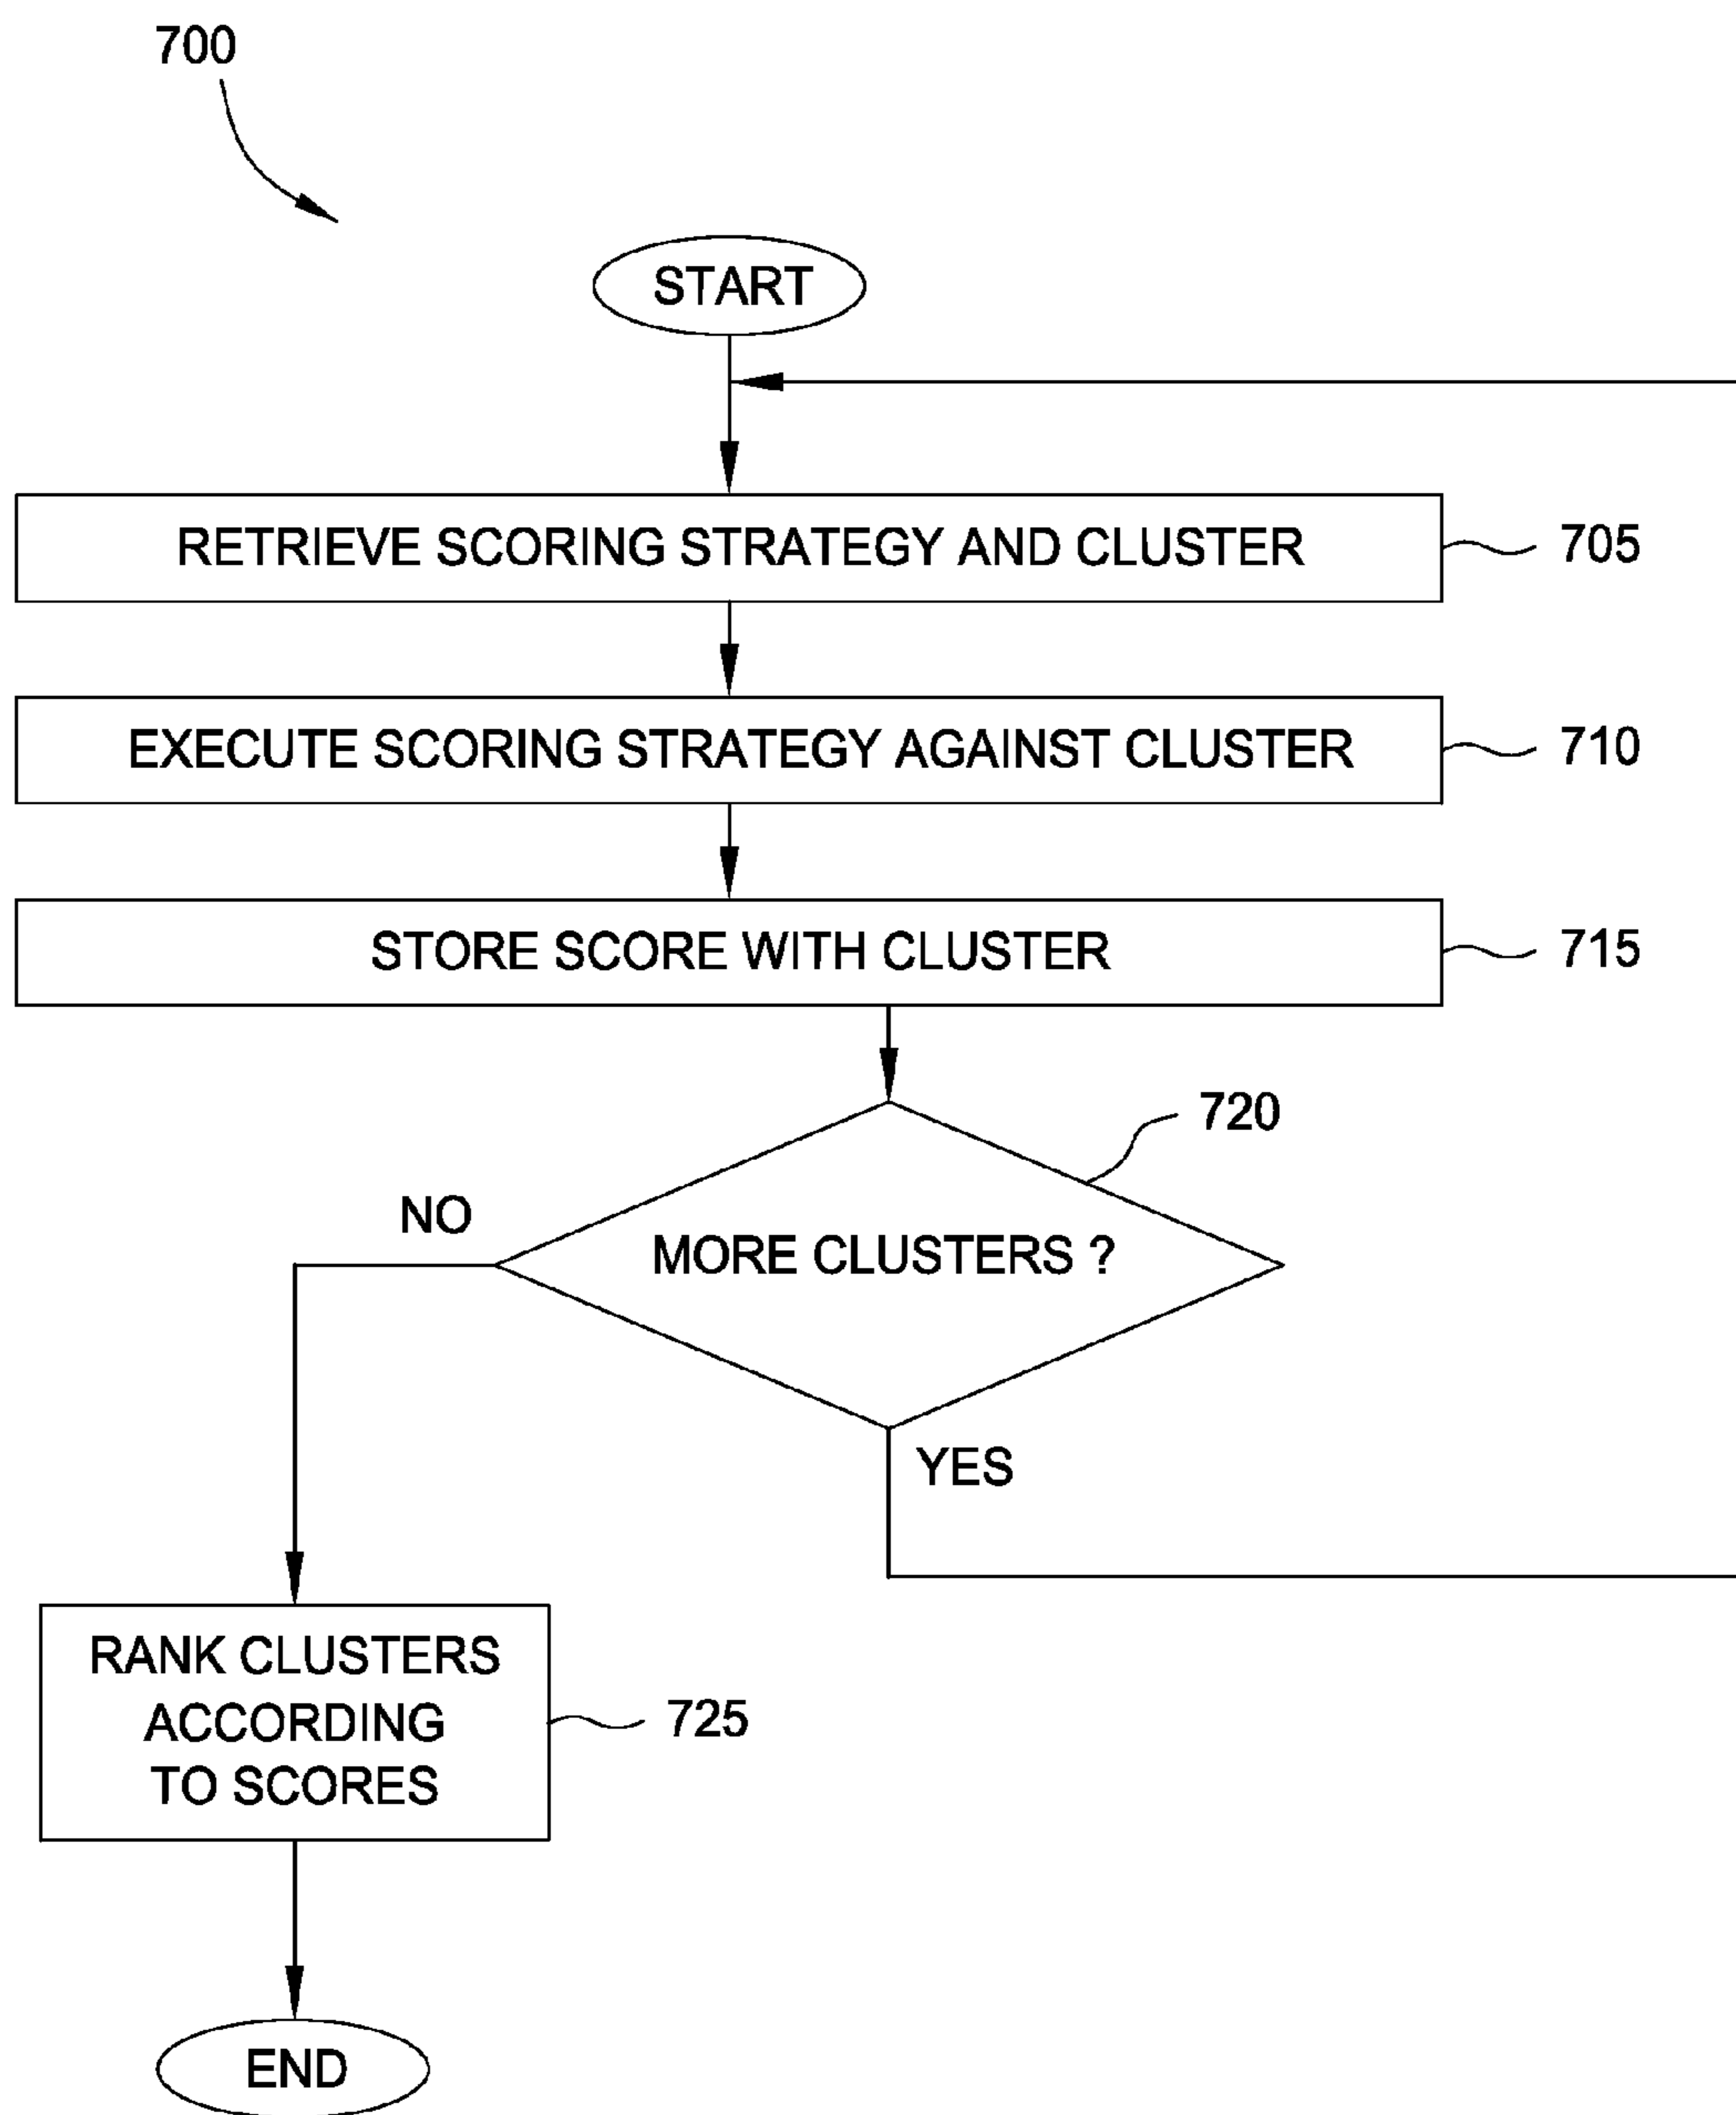 700
START
RETRIEVE SCORING STRATEGY AND CLUSTER
705
EXECUTE SCORING STRATEGY AGAINST CLUSTER
710
STORE SCORE WITH CLUSTER
715
720
NO
MORE CLUSTERS ?
YES
RANK CLUSTERS
ACCORDING
TO SCORES
725
END